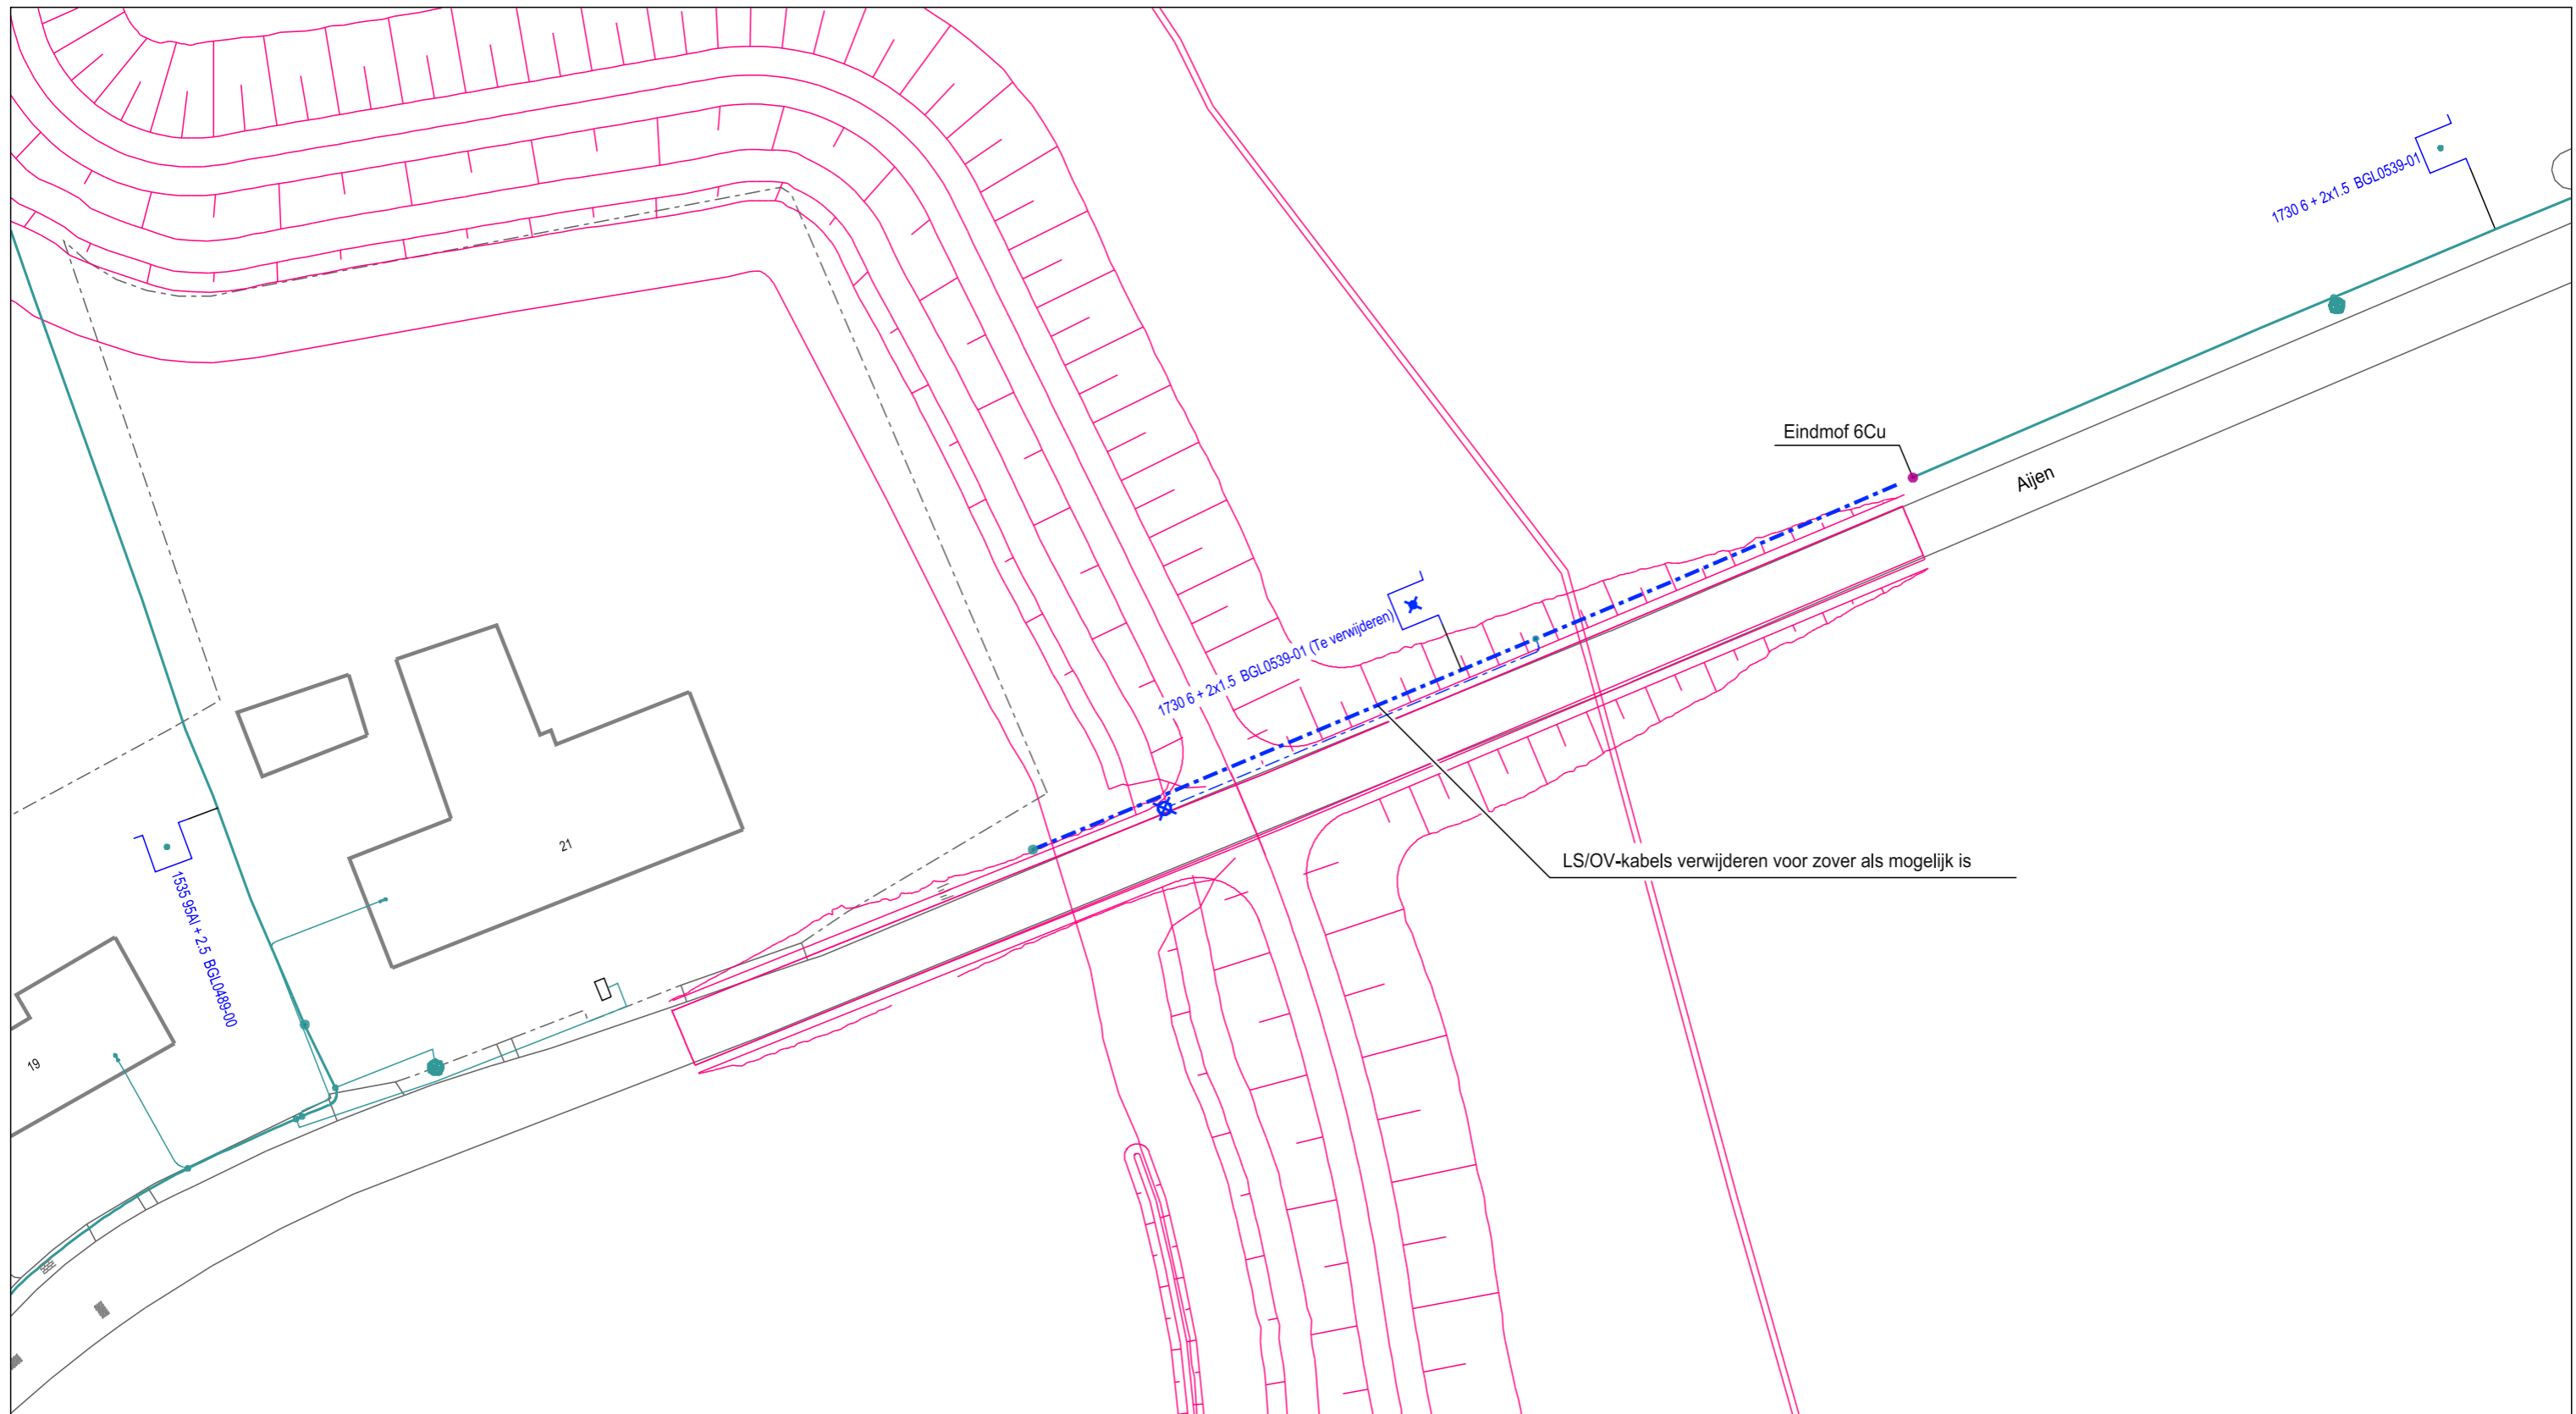 1730 6 + 2x1.5 BGL0539-01
Eindmof 6Cu
Aijen
1730 6 + 2x1.5 BGL0539-01 (Te verwijderen)
21
LS/OV-kabels verwijderen voor zover als mogelijk is
1535 95Al + 2.5 BGL0489-00
19